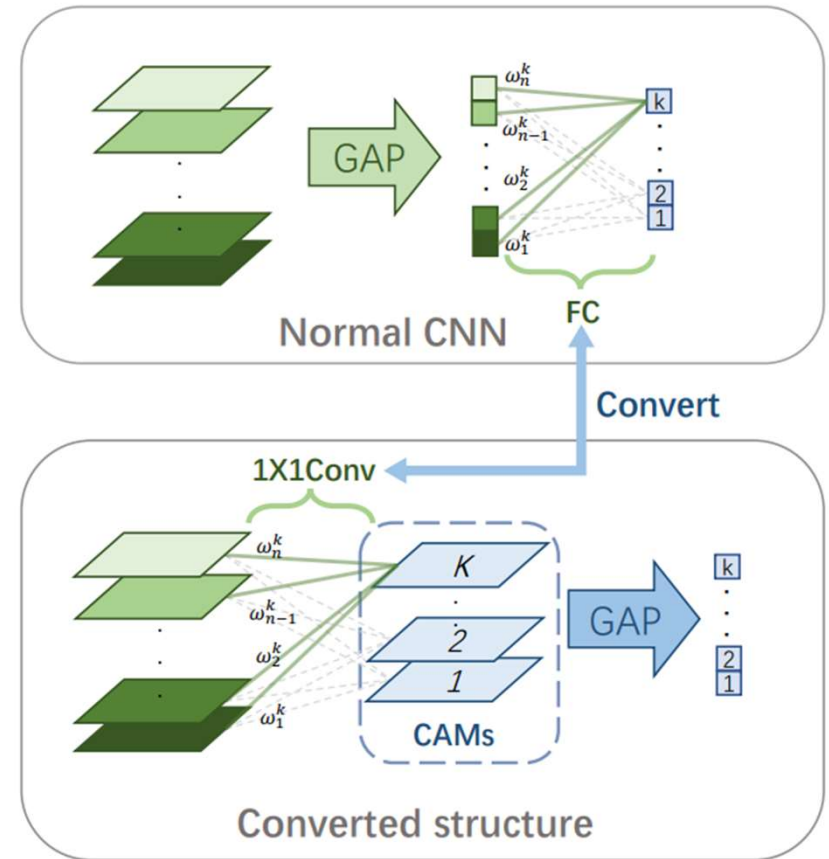 ω_n^k
GAP
ω_{n-1}^k
ω_2^k
ω_1^k
k
2
1
FC
Normal CNN
Convert
1X1Conv
ω_n^k
ω_{n-1}^k
ω_2^k
ω_1^k
K
2
1
CAMs
GAP
k
2
1
Converted structure